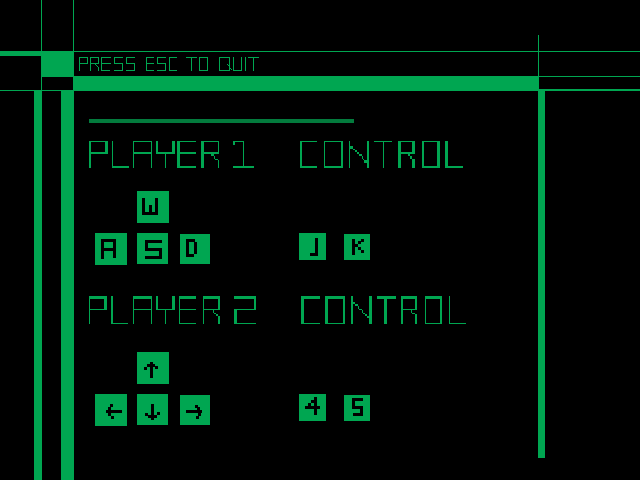 PRESS ESC TO QUIT
PLAYER 1 CONTROL
W
A S D J K
PLAYER 2 CONTROL
↑
← ↓ → 4 5